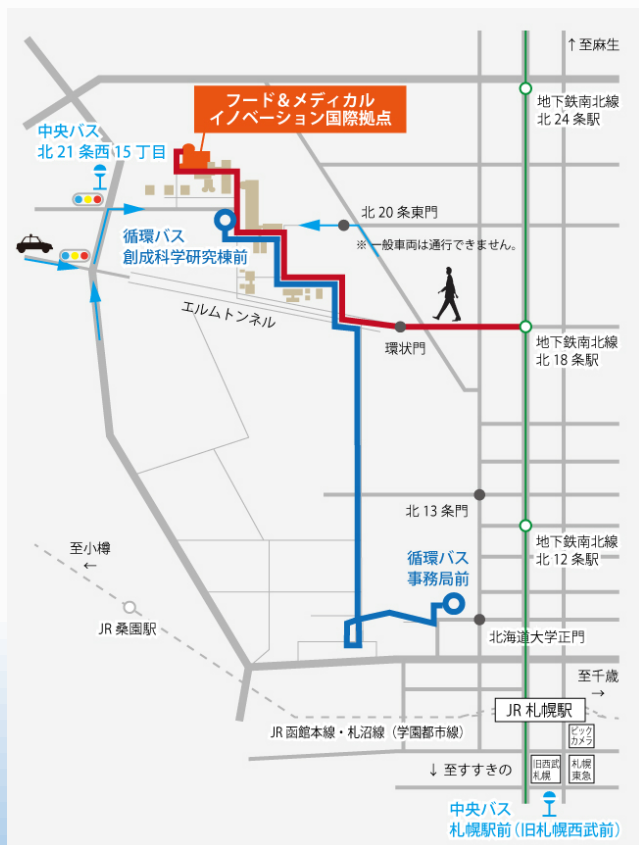 ↑至麻生
地下鉄南北線
北24条駅
フード＆メディカル
イノベーション国際拠点
中央バス
北21条西15丁目
北20条東門
※ 一般車両は通行できません。
循環バス
創成科学研究棟前
エルムトンネル
環状門
地下鉄南北線
北18条駅
北13条門
地下鉄南北線
北12条駅
至小樽
←
循環バス
事務局前
JR桑園駅
北海道大学正門
至千歳
→
JR 札幌駅
JR函館本線・札沼線（学園都市線）
ビック
カメラ
↓ 至すすきの
旧西武
札幌
札幌
東急
中央バス
札幌駅前（旧札幌西武前）